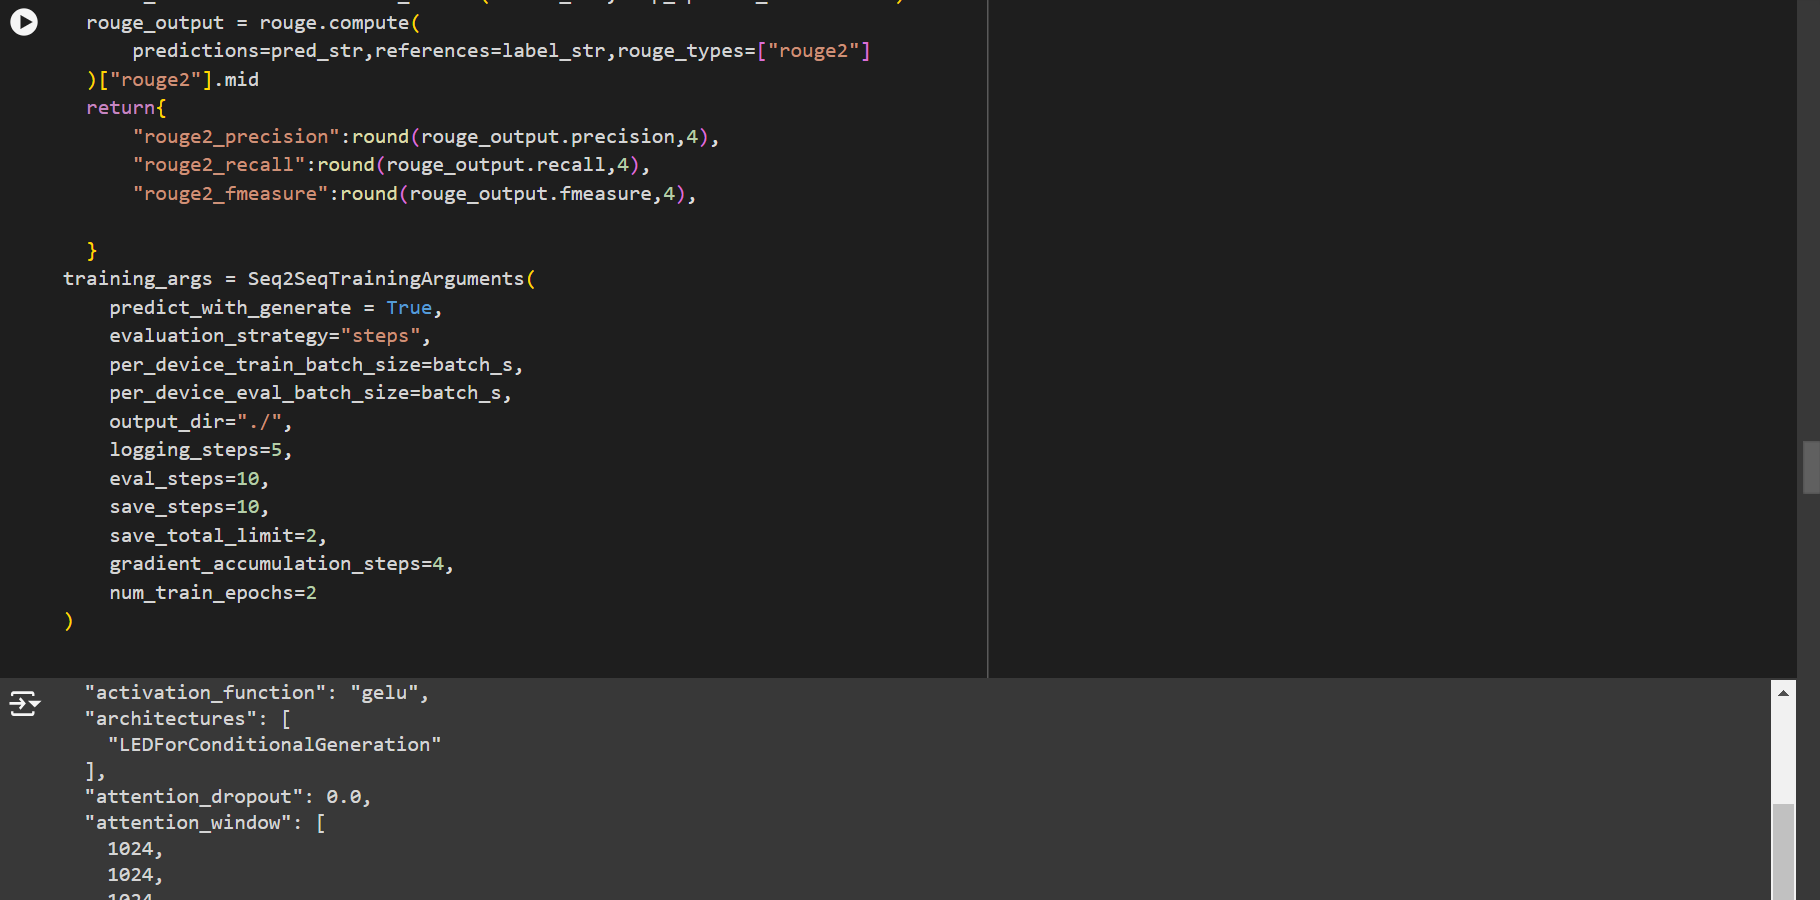 rouge_output = rouge.compute(
predictions=pred_str,references=label_str,rouge_types=["rouge2"]
)["rouge2"].mid
return{
"rouge2_precision":round(rouge_output.precision,4),
"rouge2_recall":round(rouge_output.recall,4),
"rouge2_fmeasure":round(rouge_output.fmeasure,4),
}
training_args = Seq2SeqTrainingArguments(
predict_with_generate = True,
evaluation_strategy="steps",
per_device_train_batch_size=batch_s,
per_device_eval_batch_size=batch_s,
output_dir="./",
logging_steps=5,
eval_steps=10,
save_steps=10,
save_total_limit=2,
gradient_accumulation_steps=4,
num_train_epochs=2
)
"activation_function": "gelu",
"architectures": [
"LEDForConditionalGeneration"
],
"attention_dropout": 0.0,
"attention_window": [
1024,
1024,
1024